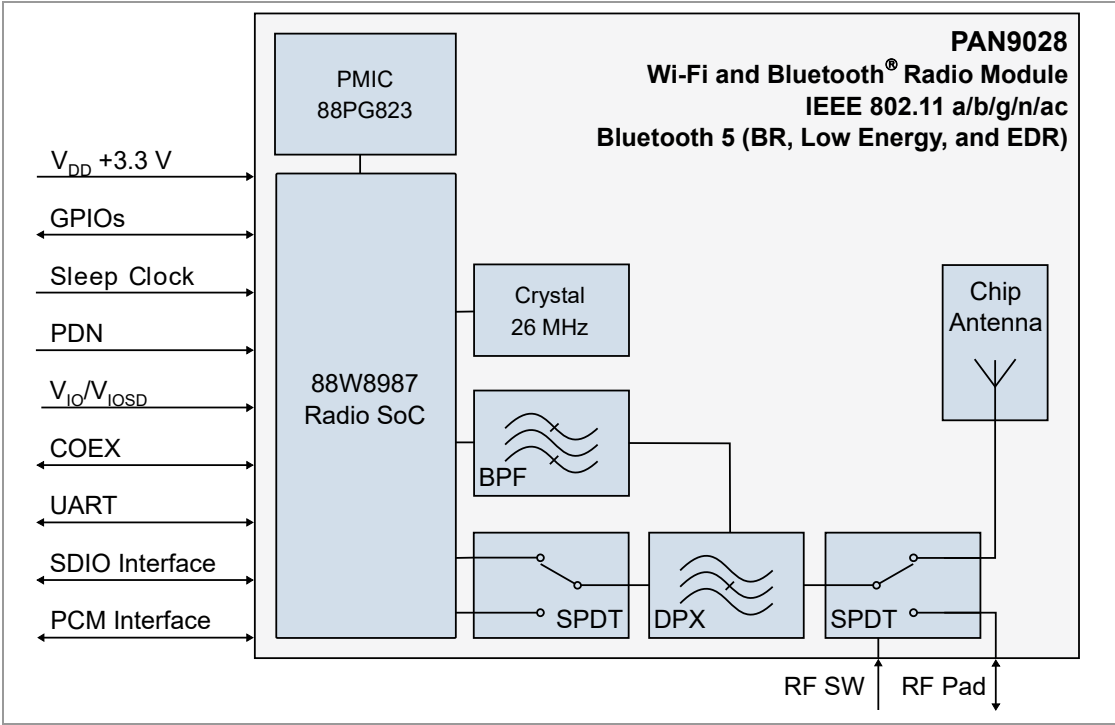 PAN9028
Wi-Fi and Bluetooth® Radio Module
IEEE 802.11 a/b/g/n/ac
Bluetooth 5 (BR, Low Energy, and EDR)
PMIC
88PG823
VDD +3.3 V
GPIOs
Sleep Clock
PDN
VIO/VIOSD
COEX
UART
SDIO Interface
PCM Interface
88W8987
Radio SoC
Crystal
26 MHz
Chip
Antenna
BPF
SPDT
DPX
SPDT
RF SW
RF Pad